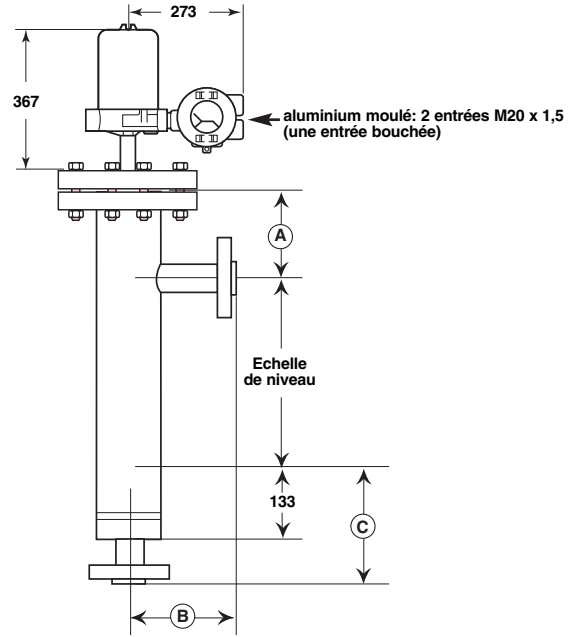 273
367
aluminium moulé: 2 entrées M20 x 1,5
(une entrée bouchée)
A
Echelle
de niveau
133
C
B